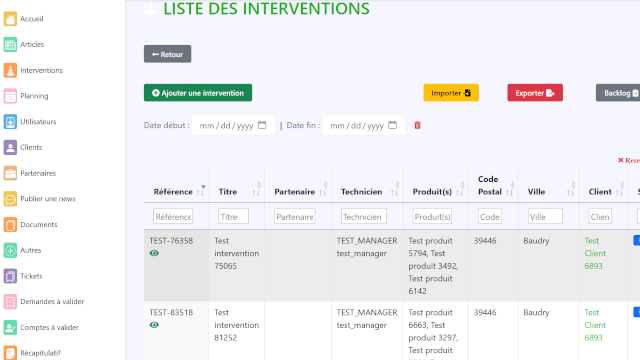 LISTE DES INTERVENTIONS
Accueil
Articles
Interventions
Planning
Utilisateurs
Clients
Partenaires
Publier une news
Documents
Autres
Tickets
Demandes à valider
Comptes à valider
Récapitulatif
← Retour
Ajouter une intervention
Importer
Exporter
Backlog
Date début : mm/dd/yyyy | Date fin : mm/dd/yyyy
Référence Titre Partenaire Technicien Produit(s) Code Postal Ville Client
Référence Titre Partenaire Technicien Produit(s) Code Ville Clien
TEST-76358
Test intervention 75065
TEST_MANAGER test_manager
Test produit 5794, Test produit 3492, Test produit 6142
39446
Baudry
Test Client 6893
TEST-83518
Test intervention 81252
TEST_MANAGER test_manager
Test produit 6663, Test produit 3297,
39446
Baudry
Test Client 6893